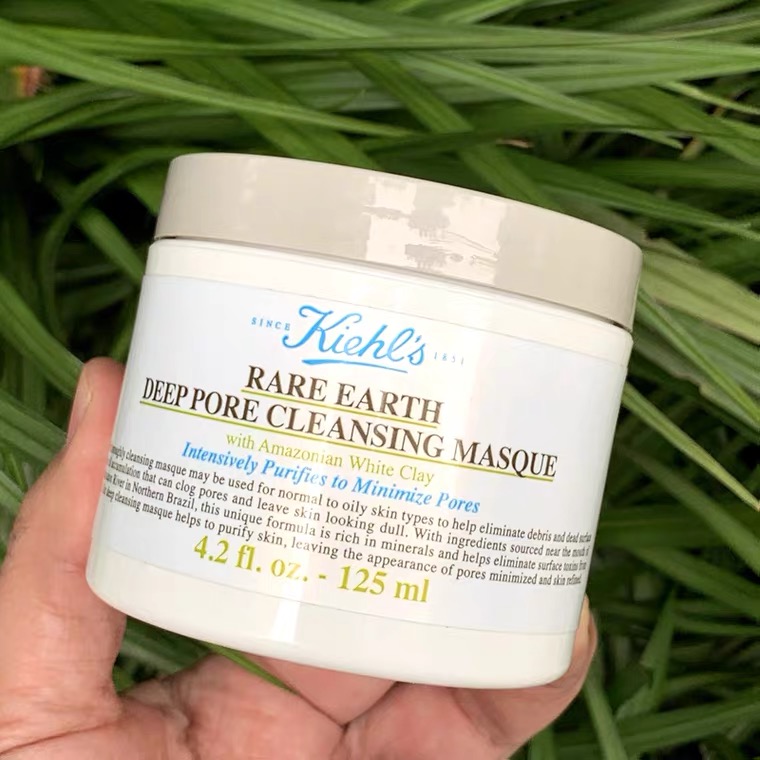 SINCE Kiehl's 1851
RARE EARTH
DEEP PORE CLEANSING MASQUE
with Amazonian White Clay
Intensively Purifies to Minimize Pores
cleansing masque may be used for normal to oily skin types to help eliminate debris and dead surface
accumulation that can clog pores and leave skin looking dull. With ingredients sourced near the mouth of
River in Northern Brazil, this unique formula is rich in minerals and helps eliminate surface toxins from
deep cleansing masque helps to purify skin, leaving the appearance of pores minimized and skin refined.
4.2 fl. oz. - 125 ml